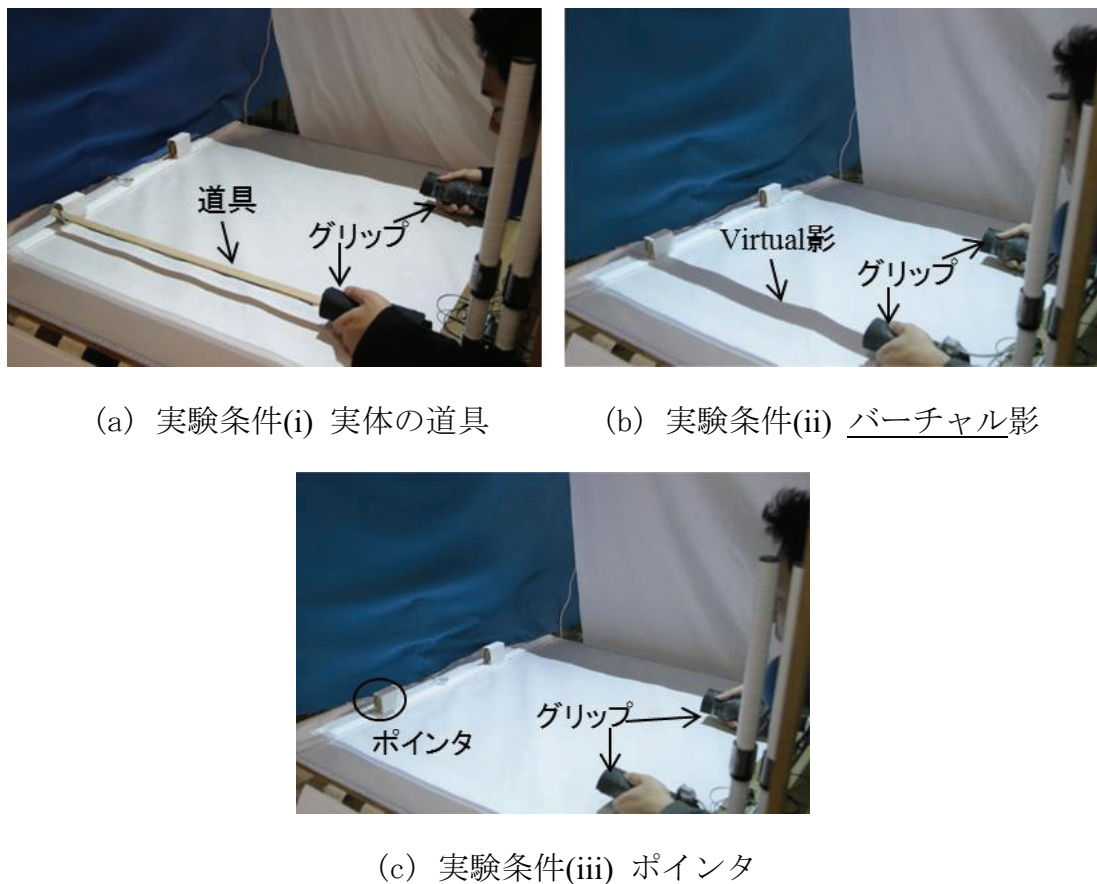 道具
グリップ
Virtual影
グリップ
(a) 実験条件(i) 実体の道具
(b) 実験条件(ii) バーチャル影
グリップ
ポインタ
(c) 実験条件(iii) ポインタ